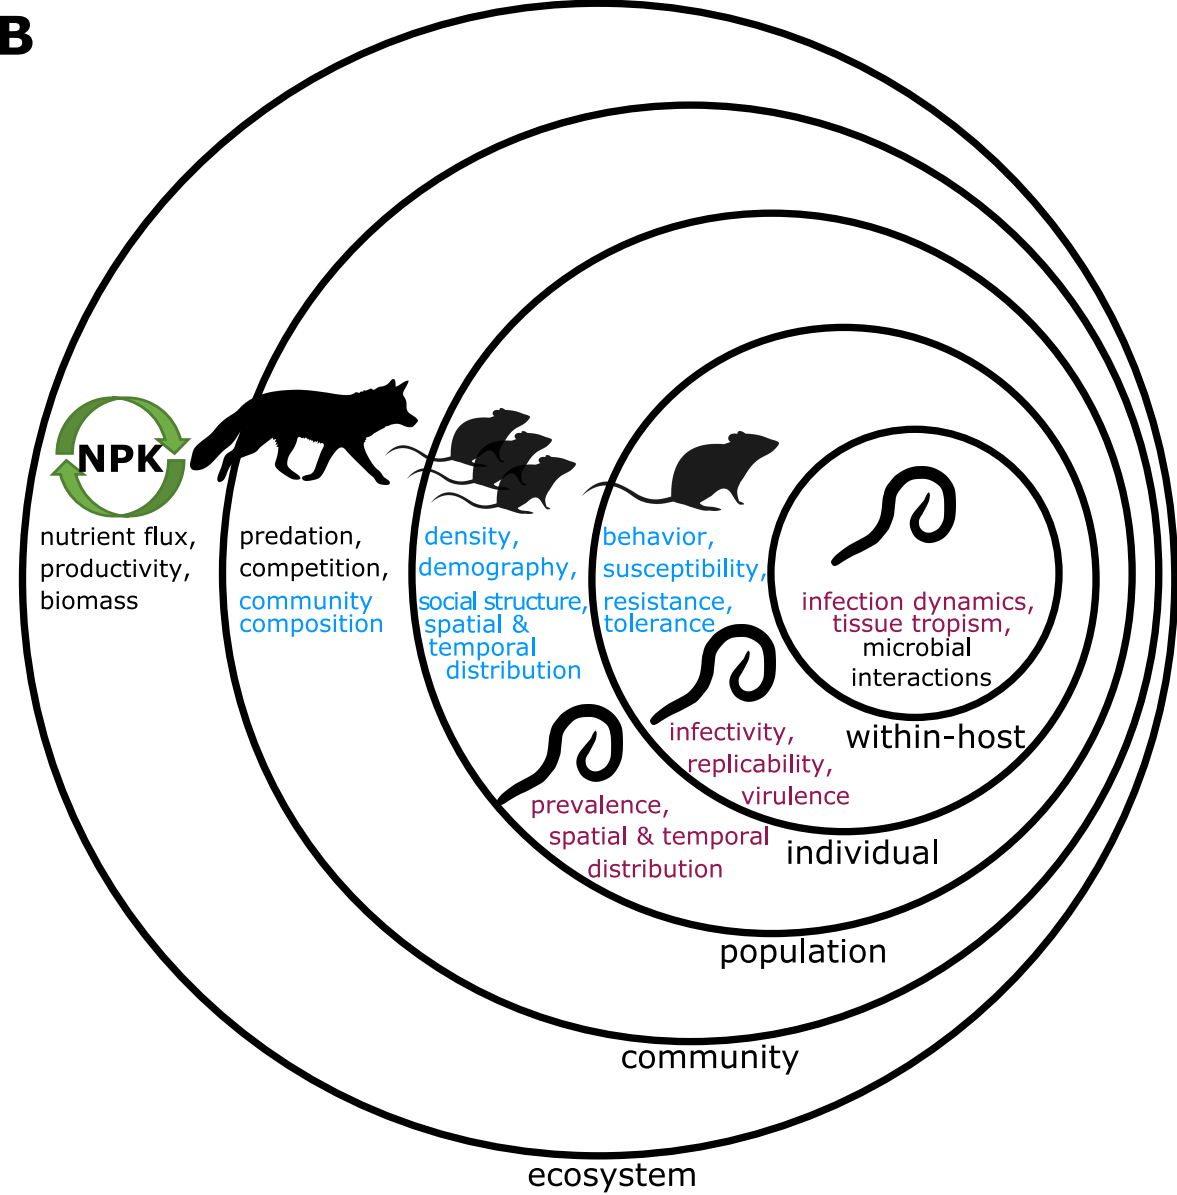 B
NPK
nutrient flux,
productivity,
biomass
predation,
competition,
community
composition
density,
demography,
social structure,
spatial &
temporal
distribution
behavior,
susceptibility,
resistance,
tolerance
infection dynamics,
tissue tropism,
microbial
interactions
within-host
infectivity,
replicability,
virulence
individual
prevalence,
spatial & temporal
distribution
population
community
ecosystem